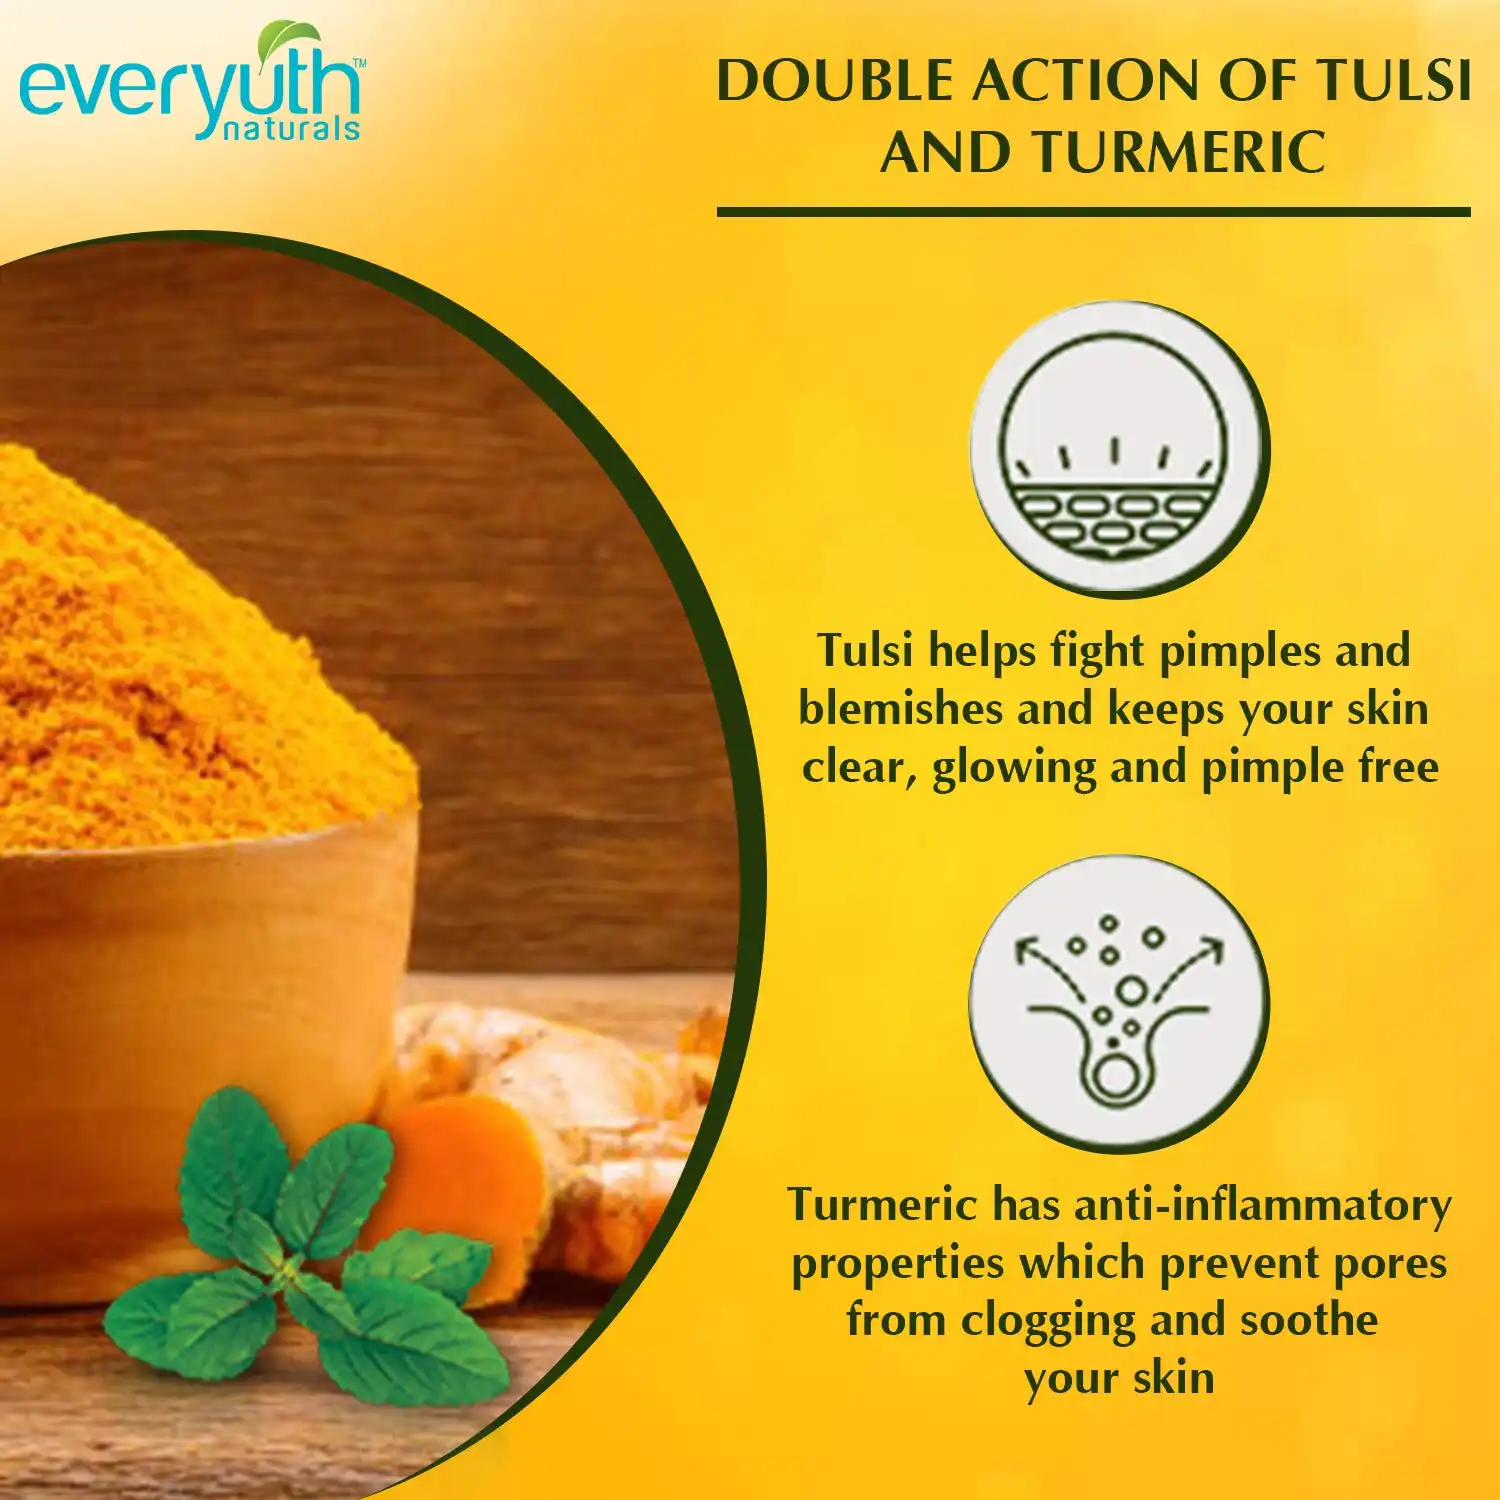 everyuth™
naturals
DOUBLE ACTION OF TULSI
AND TURMERIC
Tulsi helps fight pimples and
blemishes and keeps your skin
clear, glowing and pimple free
Turmeric has anti-inflammatory
properties which prevent pores
from clogging and soothe
your skin